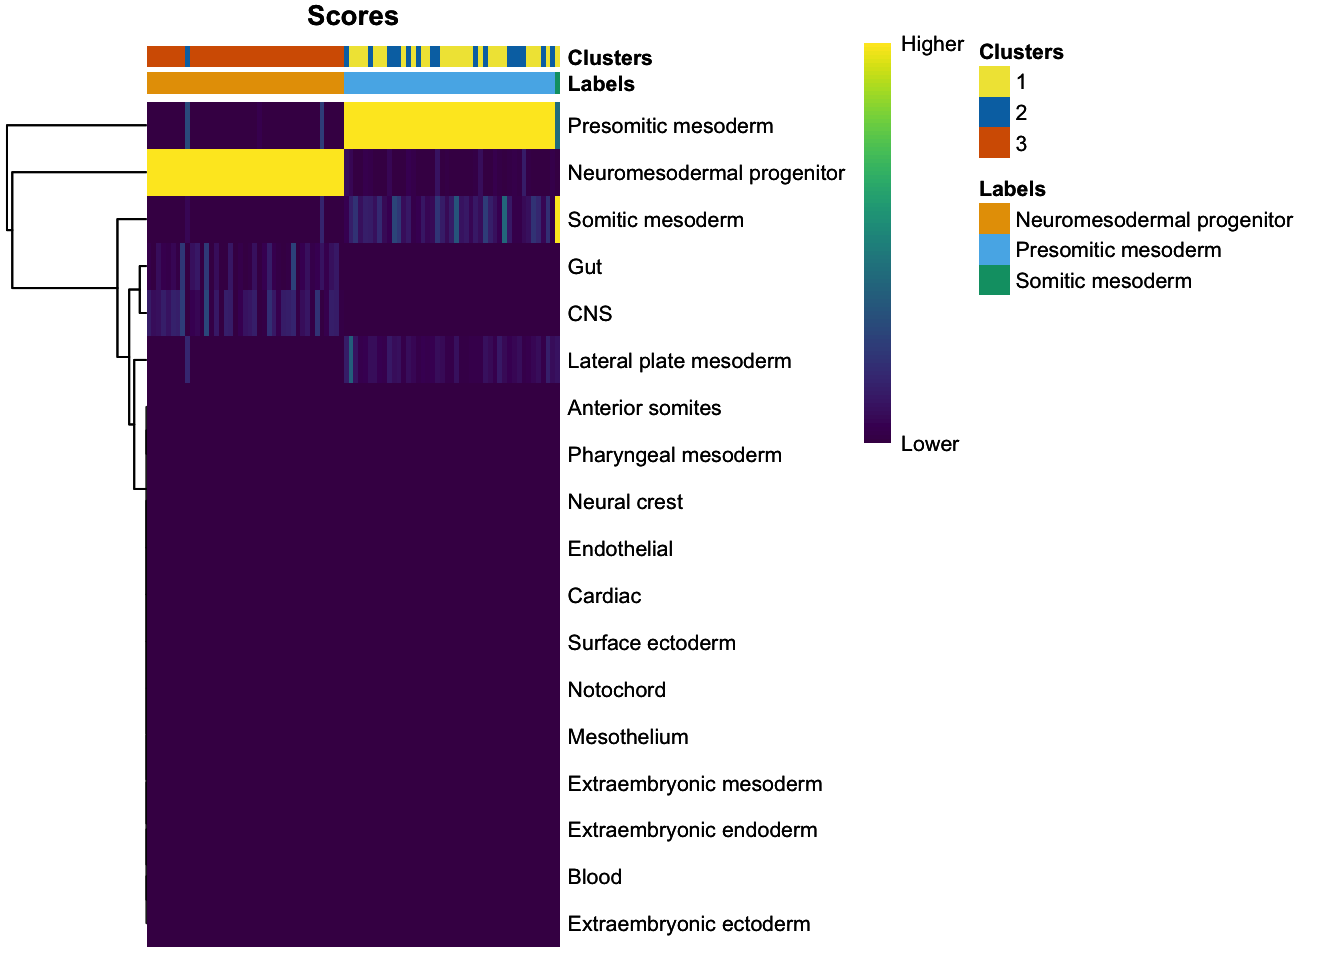 Scores
Clusters
Labels
Presomitic mesoderm
Neuromesodermal progenitor
Somitic mesoderm
Gut
CNS
Lateral plate mesoderm
Anterior somites
Pharyngeal mesoderm
Neural crest
Endothelial
Cardiac
Surface ectoderm
Notochord
Mesothelium
Extraembryonic mesoderm
Extraembryonic endoderm
Blood
Extraembryonic ectoderm
Higher
Lower
Clusters
1
2
3
Labels
Neuromesodermal progenitor
Presomitic mesoderm
Somitic mesoderm